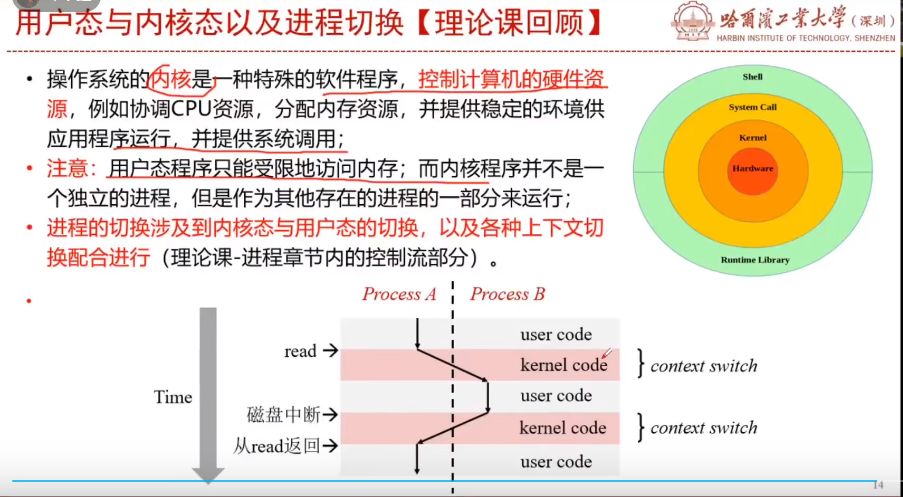 用户态与内核态以及进程切换【理论课回顾】
哈尔滨工业大学(深圳)
HARBIN INSTITUTE OF TECHNOLOGY, SHENZHEN
• 操作系统的内核是一种特殊的软件程序，控制计算机的硬件资
源，例如协调CPU资源，分配内存资源，并提供稳定的环境供
应用程序运行，并提供系统调用；
• 注意：用户态程序只能受限地访问内存；而内核程序并不是一
个独立的进程，但是作为其他存在的进程的一部分来运行；
• 进程的切换涉及到内核态与用户态的切换，以及各种上下文切
换配合进行（理论课-进程章节内的控制流部分）。
•
Shell
System Call
Kernel
Hardware
Runtime Library
Process A
Process B
user code
read
kernel code
context switch
Time
user code
磁盘中断
kernel code
context switch
从read返回
user code
14